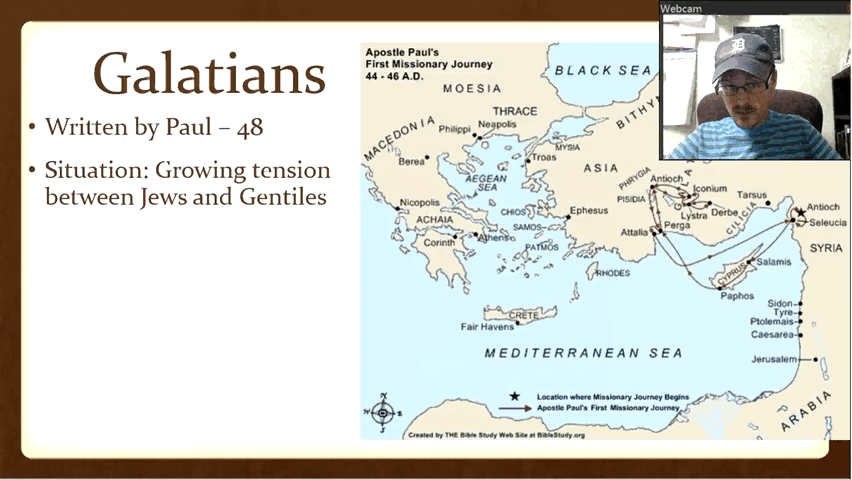 Webcam
Galatians
• Written by Paul – 48
• Situation: Growing tension
between Jews and Gentiles
Apostle Paul's
First Missionary Journey
44 - 46 A.D.
BLACK SEA
MOESIA
THRACE
BITHY
MACEDONIA
Neapolis
Philippi
MYSIA
Berea
Troas
ASIA
PHRYGIA
AEGEAN
SEA
Antioch
Iconium
PISIDIA
Tarsus
Nicopolis
CHIOS
Ephesus
Lystra
Derbe
CILICIA
Antioch
Seleucia
ACHAIA
SAMOS
Attalia
Perga
Corinth
Athens
PATMOS
SYRIA
RHODES
CYPRUS
Salamis
Paphos
CRETE
Fair Havens
Sidon
Tyre
Ptolemais
Caesarea
MEDITERRANEAN SEA
Jerusalem
ARABIA
N
E
S
Location where Missionary Journey Begins
Apostle Paul's First Missionary Journey
Created by THE Bible Study Web Site at BibleStudy.org